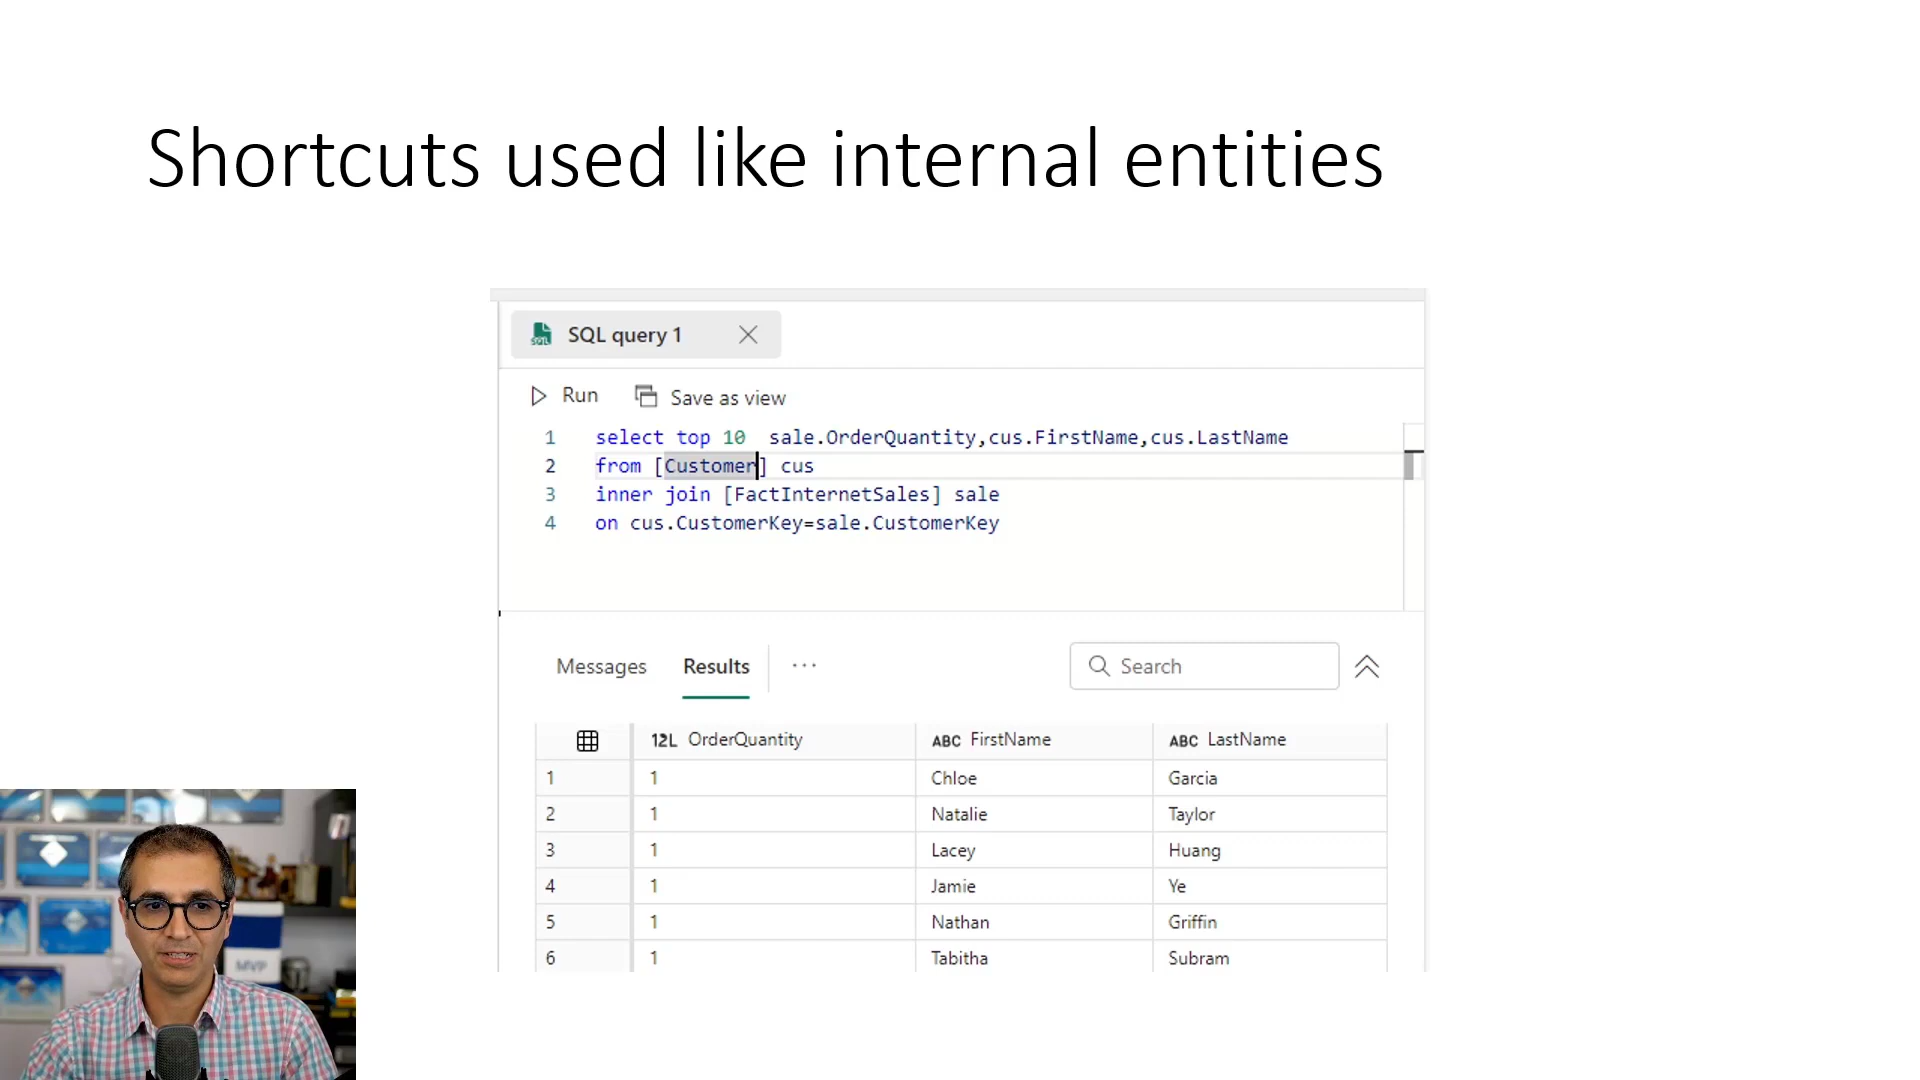 Shortcuts used like internal entities
SQL query 1
Run Save as view
1 select top 10 sale.OrderQuantity,cus.FirstName,cus.LastName
2 from [Customer] cus
3 inner join [FactInternetSales] sale
4 on cus.CustomerKey=sale.CustomerKey
Messages Results ... Search
12L OrderQuantity ABC FirstName ABC LastName
1 1 Chloe Garcia
2 1 Natalie Taylor
3 1 Lacey Huang
4 1 Jamie Ye
5 1 Nathan Griffin
6 1 Tabitha Subram
MVP